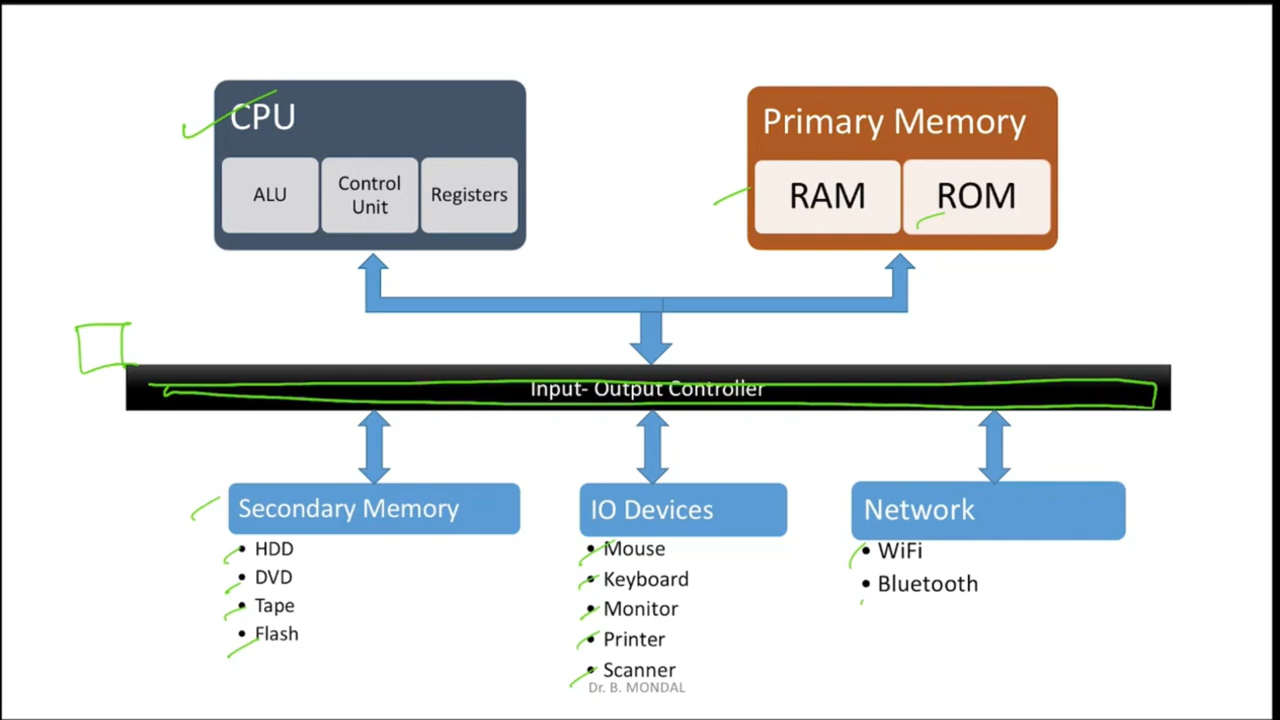 CPU
ALU
Control
Unit
Registers
Primary Memory
RAM
ROM
Input- Output Controller
Secondary Memory
• HDD
• DVD
• Tape
• Flash
IO Devices
• Mouse
• Keyboard
• Monitor
• Printer
• Scanner
Network
• WiFi
• Bluetooth
Dr. B. MONDAL